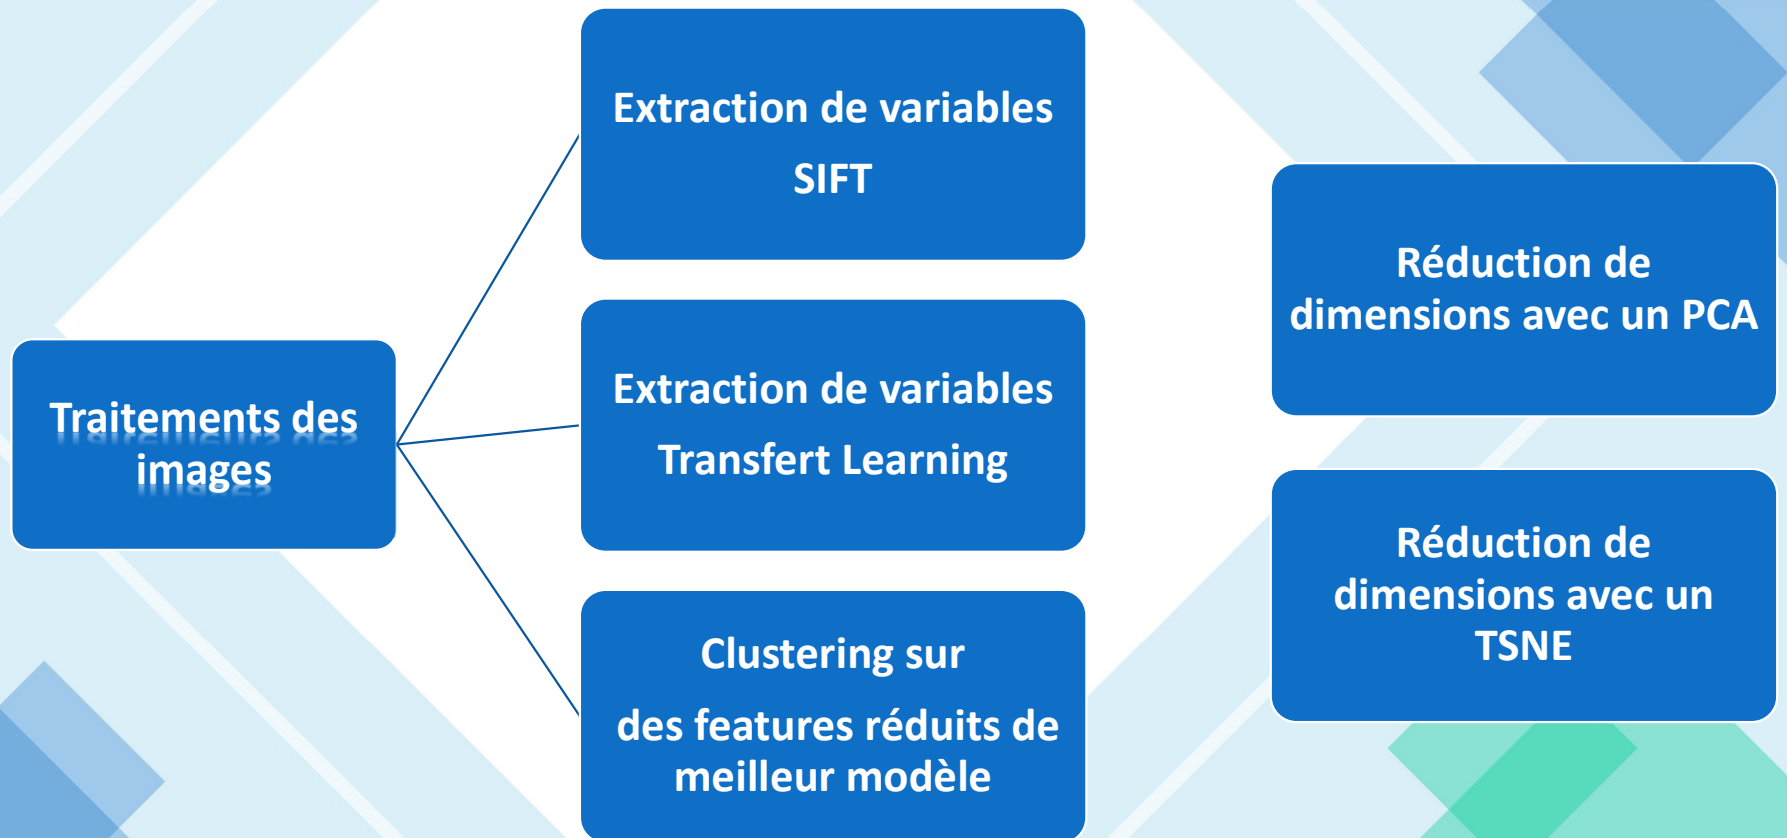 Traitements des
images
Extraction de variables
SIFT
Extraction de variables
Transfert Learning
Clustering sur
des features réduits de
meilleur modèle
Réduction de
dimensions avec un PCA
Réduction de
dimensions avec un
TSNE